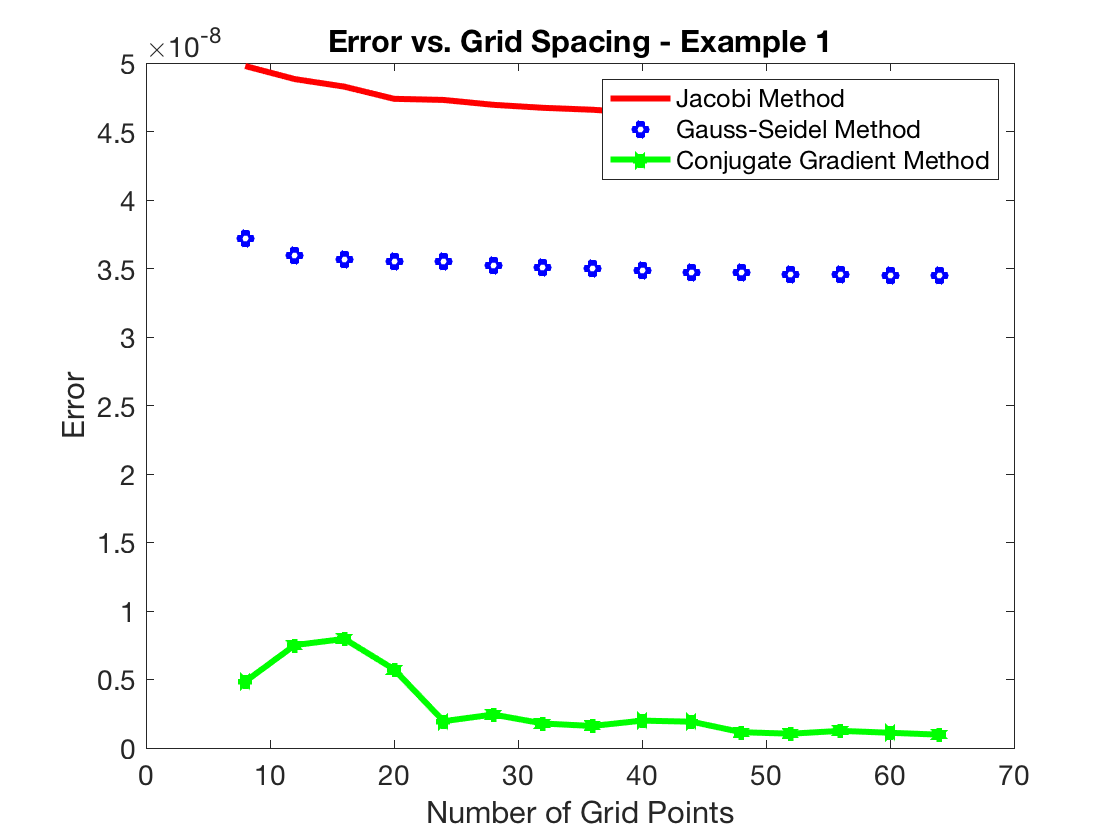 Error vs. Grid Spacing - Example 1
×10^-8
5
4.5
4
3.5
3
2.5
2
1.5
1
0.5
0
Error
Jacobi Method
Gauss-Seidel Method
Conjugate Gradient Method
0 10 20 30 40 50 60 70
Number of Grid Points